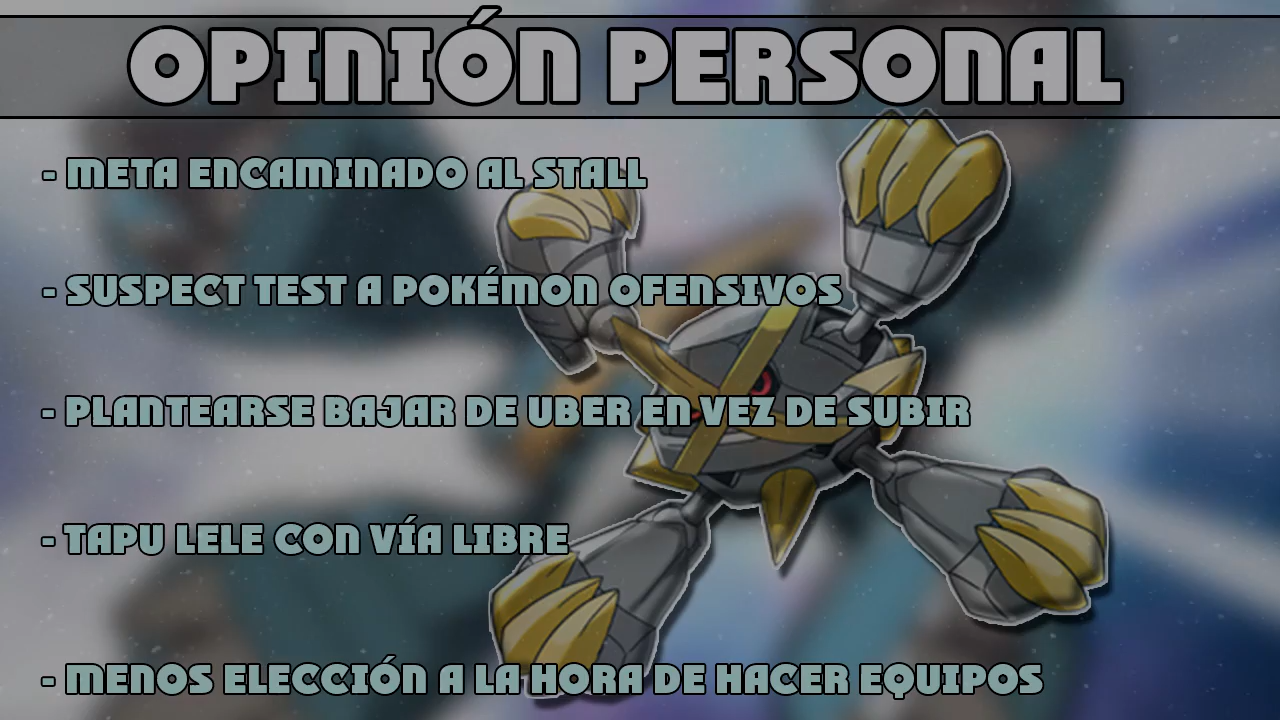 OPINIÓN PERSONAL
- META ENCAMINADO AL STALL
- SUSPECT TEST A POKÉMON OFENSIVOS
- PLANTEARSE BAJAR DE UBER EN VEZ DE SUBIR
- TAPU LELE CON VÍA LIBRE
- MENOS ELECCIÓN A LA HORA DE HACER EQUIPOS